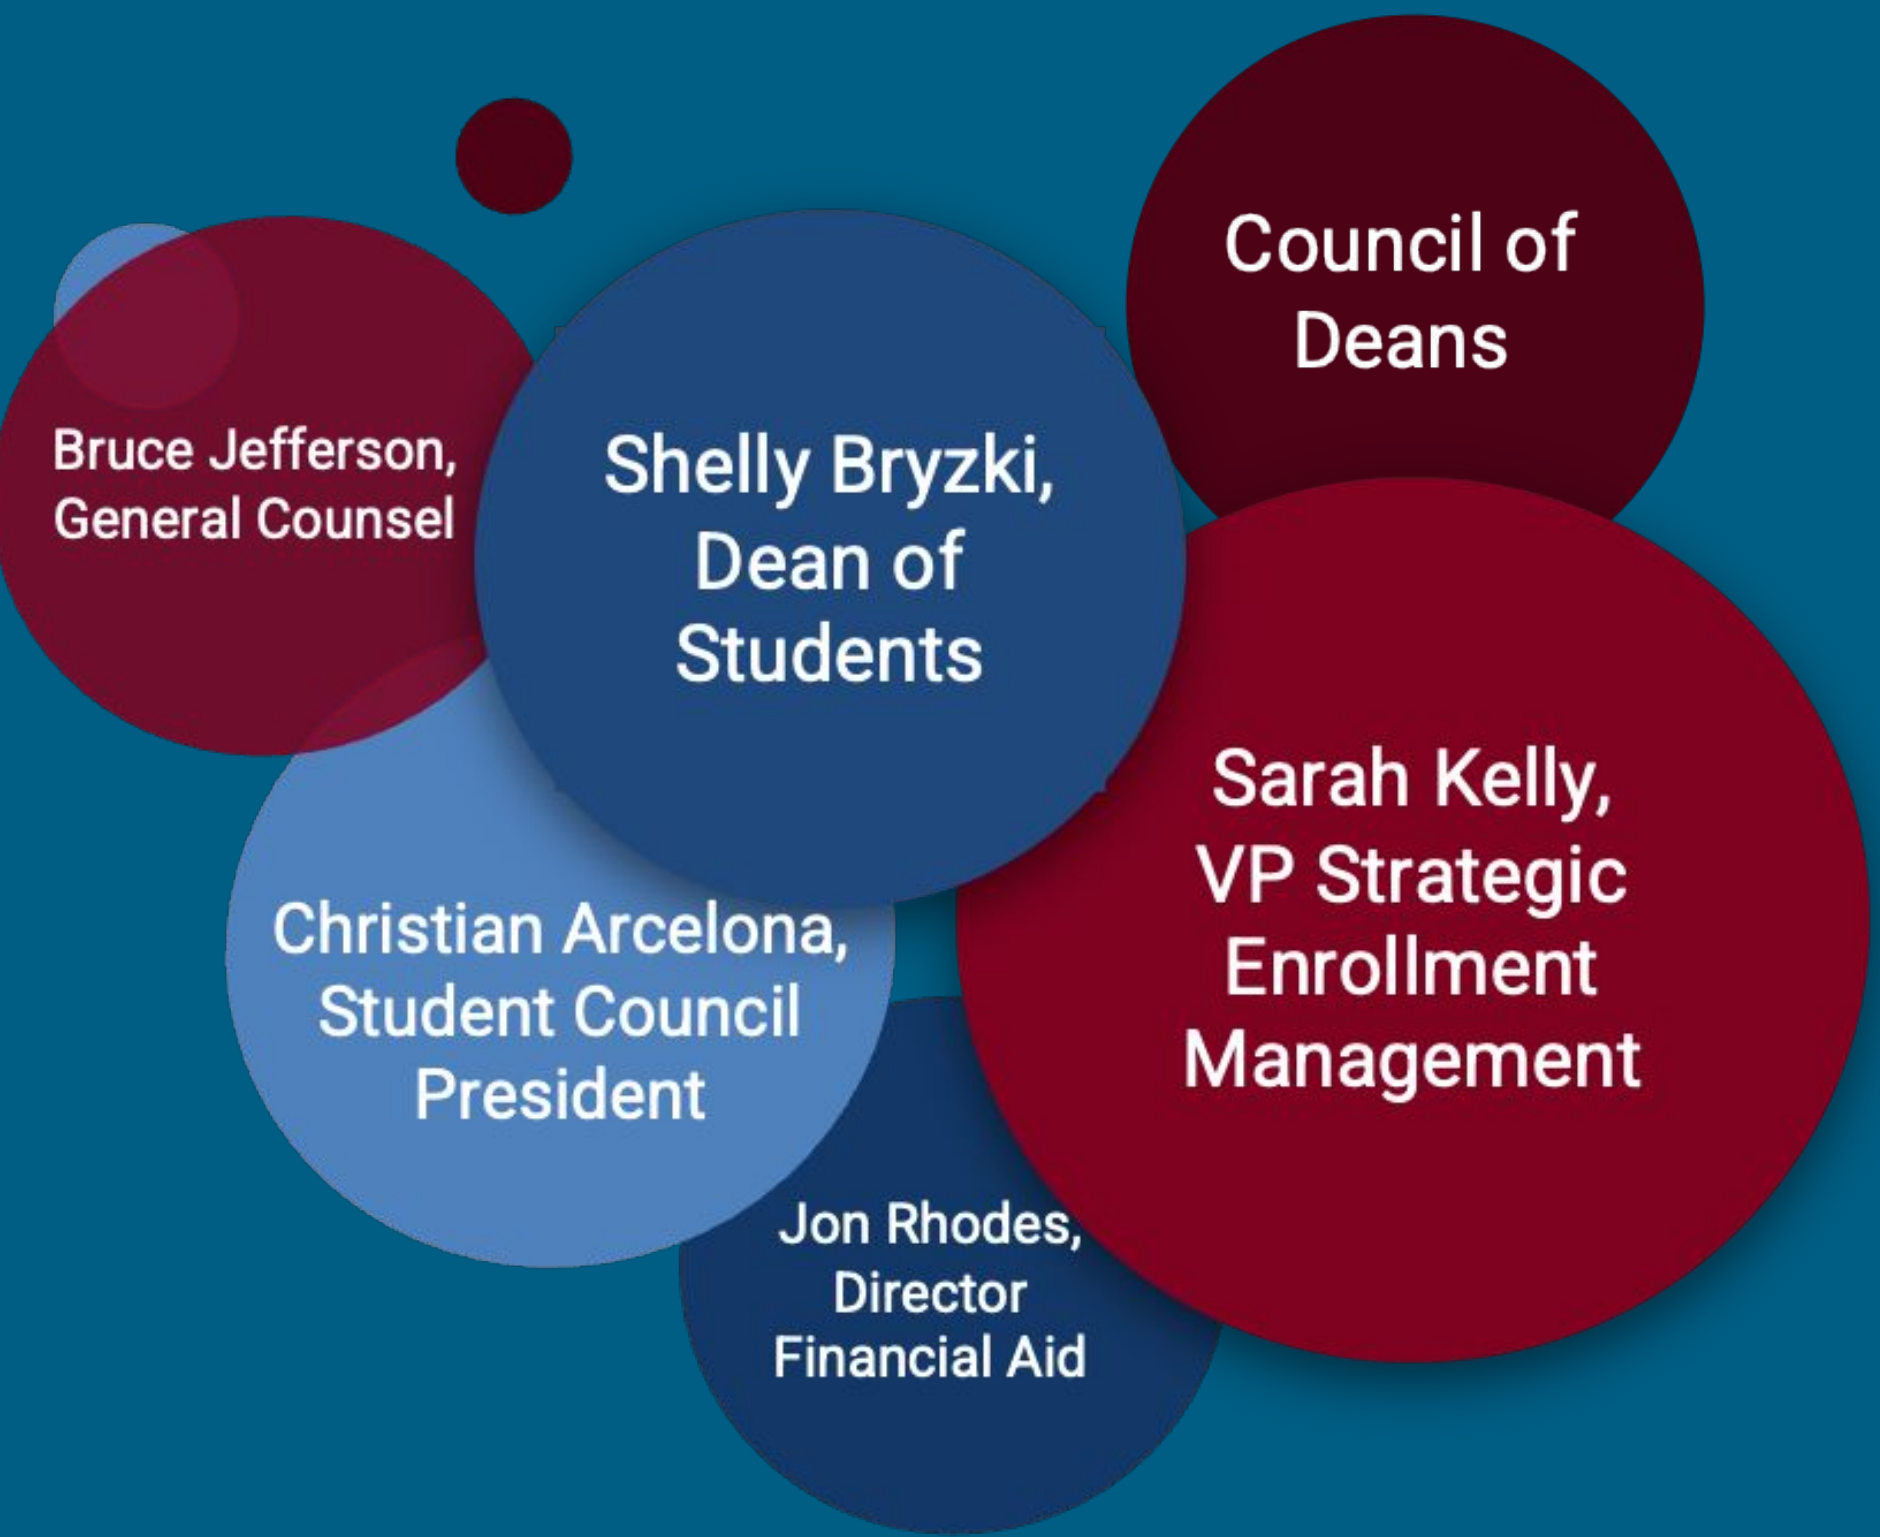 Council of
Deans
Bruce Jefferson,
General Counsel
Shelly Bryzki,
Dean of
Students
Sarah Kelly,
VP Strategic
Enrollment
Management
Christian Arcelona,
Student Council
President
Jon Rhodes,
Director
Financial Aid